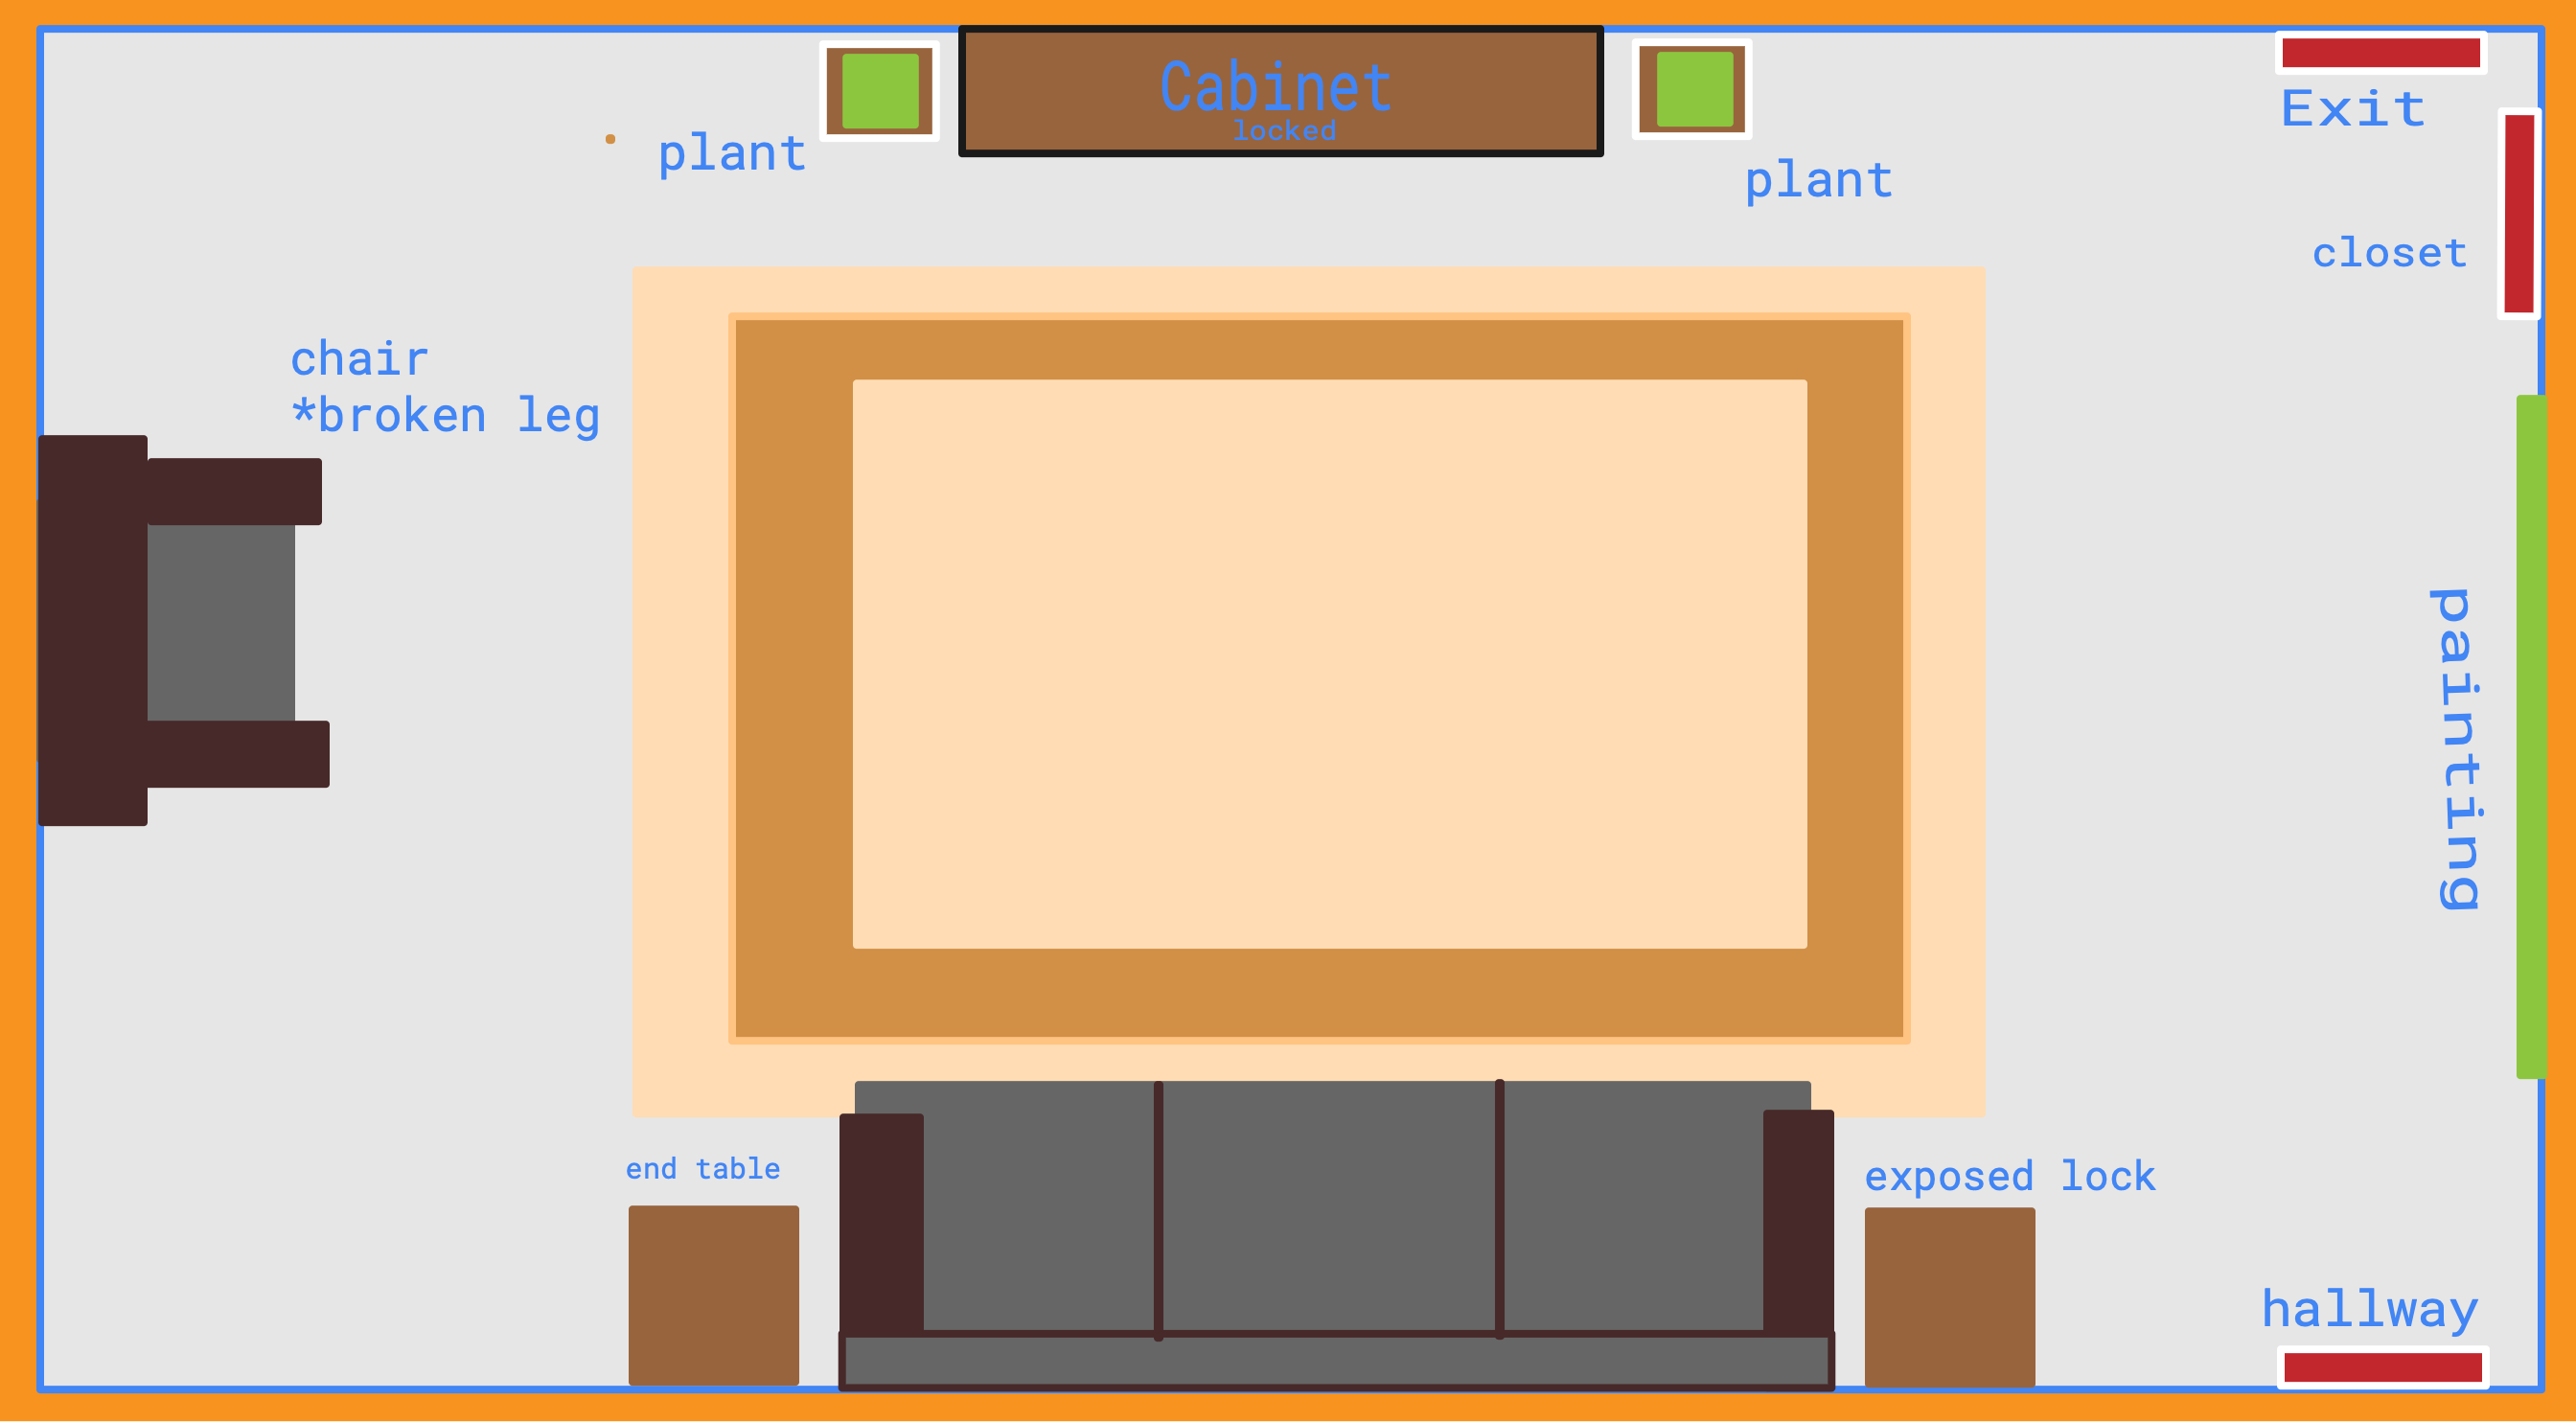 Cabinet
locked
Exit
plant
plant
closet
chair
*broken leg
painting
end table
exposed lock
hallway